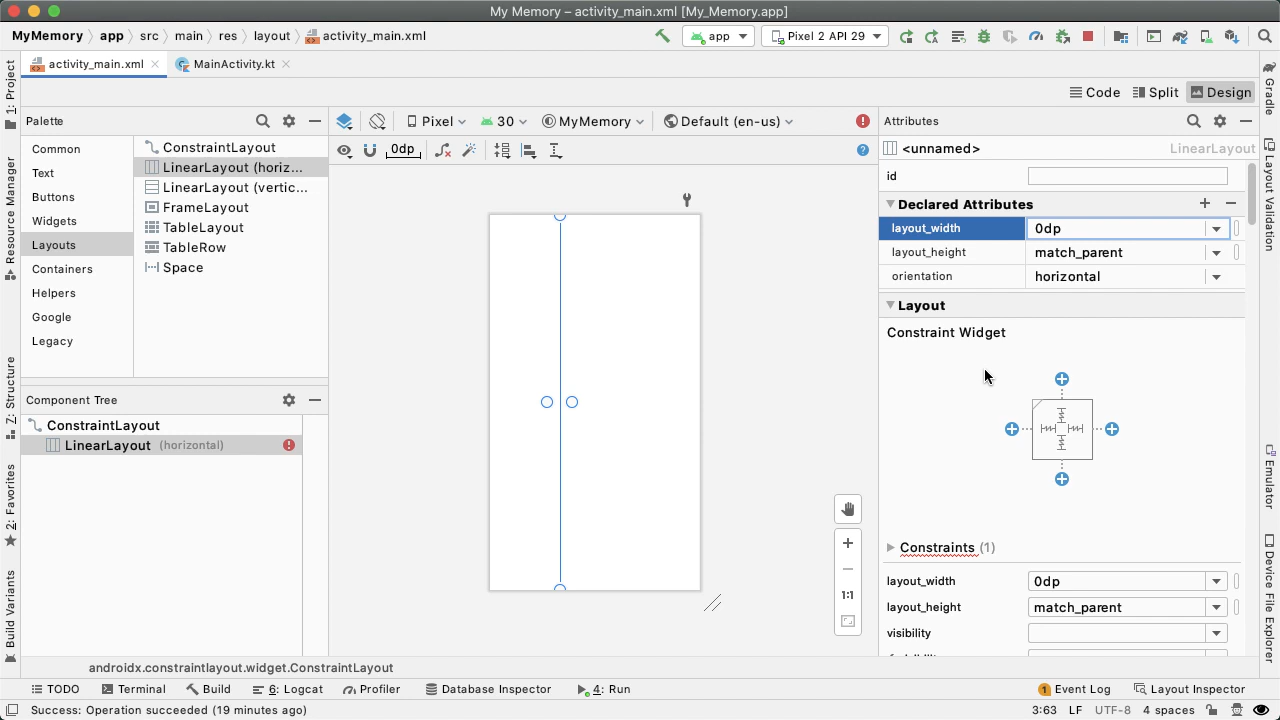 My Memory – activity_main.xml [My_Memory.app]
MyMemory app src main res layout activity_main.xml
app
Pixel 2 API 29
activity_main.xml
MainActivity.kt
Code
Split
Design
1: Project
Resource Manager
Z: Structure
2: Favorites
Build Variants
Palette
Common
Text
Buttons
Widgets
Layouts
Containers
Helpers
Google
Legacy
ConstraintLayout
LinearLayout (horiz...
LinearLayout (vertic...
FrameLayout
TableLayout
TableRow
Space
Component Tree
ConstraintLayout
LinearLayout (horizontal)
Pixel
30
MyMemory
Default (en-us)
0dp
1:1
Attributes
<unnamed>
LinearLayout
id
Declared Attributes
layout_width 0dp
layout_height match_parent
orientation horizontal
Layout
Constraint Widget
Constraints (1)
layout_width 0dp
layout_height match_parent
visibility
Gradle
Layout Validation
Emulator
Device File Explorer
androidx.constraintlayout.widget.ConstraintLayout
TODO
Terminal
Build
6: Logcat
Profiler
Database Inspector
4: Run
1 Event Log
Layout Inspector
Success: Operation succeeded (19 minutes ago)
3:63 LF UTF-8 4 spaces